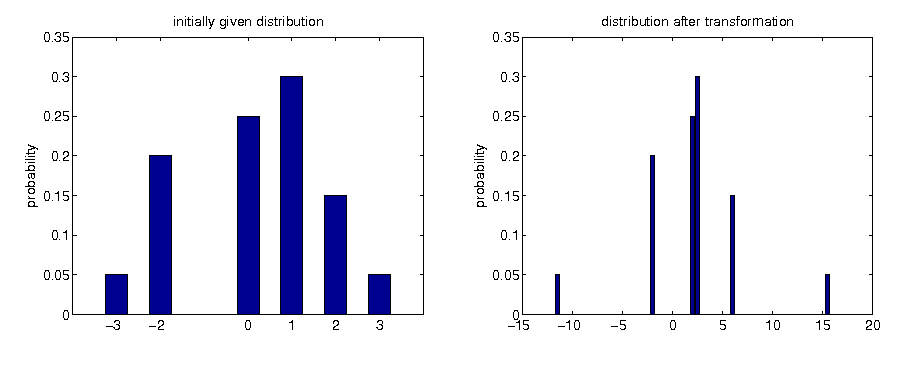 initially given distribution
0.35
0.3
0.25
0.2
0.15
0.1
0.05
0
probability
−3 −2 0 1 2 3
distribution after transformation
0.35
0.3
0.25
0.2
0.15
0.1
0.05
0
probability
−15 −10 −5 0 5 10 15 20